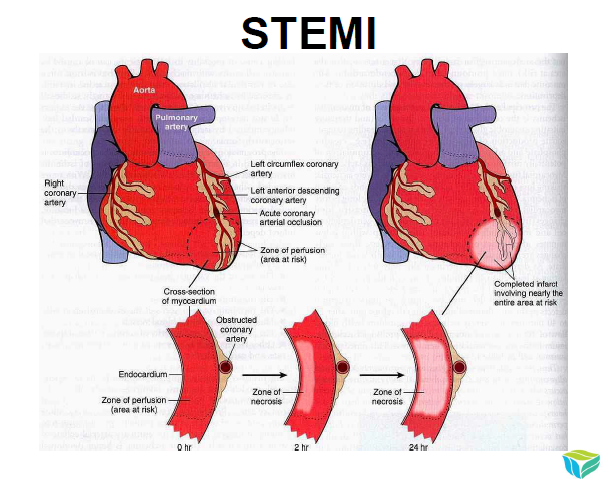 STEMI
Aorta
Pulmonary
artery
Left circumflex coronary
artery
Right
coronary
artery
Left anterior descending
coronary artery
Acute coronary
arterial occlusion
Zone of perfusion
(area at risk)
Completed infarct
involving nearly the
entire area at risk
Cross-section
of myocardium
Obstructed
coronary
artery
Endocardium
Zone of perfusion
(area at risk)
Zone of
necrosis
Zone of
necrosis
0 hr
2 hr
24 hr